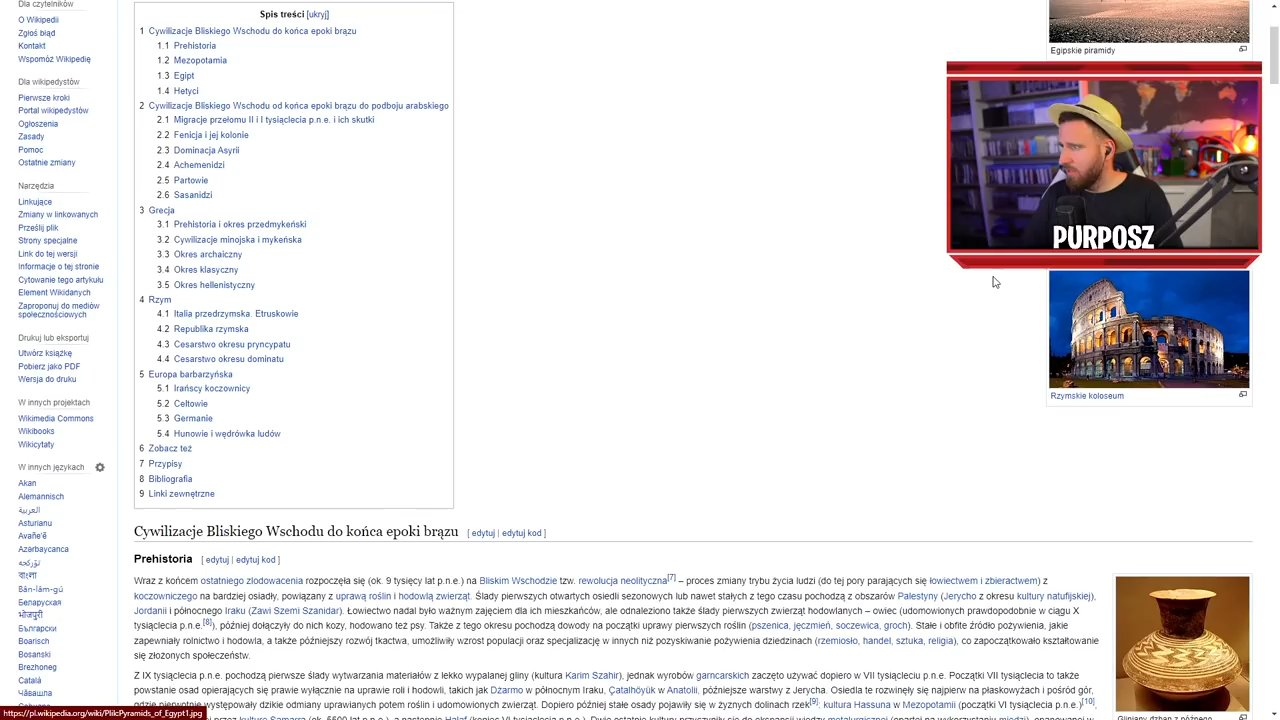 Dla czytelników
O Wikipedii
Zgłoś błąd
Kontakt
Wspomóż Wikipedię
Dla wikipedystów
Pierwsze kroki
Portal wikipedystów
Ogłoszenia
Zasady
Pomoc
Ostatnie zmiany
Narzędzia
Linkujące
Zmiany w linkowanych
Prześlij plik
Strony specjalne
Link do tej wersji
Informacje o tej stronie
Cytowanie tego artykułu
Element Wikidanych
Zaproponuj do mediów
społecznościowych
Drukuj lub eksportuj
Utwórz książkę
Pobierz jako PDF
Wersja do druku
W innych projektach
Wikimedia Commons
Wikibooks
Wikicytaty
W innych językach
Akan
Alemannisch
العربية
Asturianu
Avañe'ẽ
Azərbaycanca
تۆرکجه
বাংলা
Bân-lâm-gú
Беларуская
भोजपुरी
Български
Boarisch
Bosanski
Brezhoneg
Català
Чӑвашла
https://pl.wikipedia.org/wiki/Plik:Pyramids_of_Egypt1.jpg
Spis treści [ukryj]
1 Cywilizacje Bliskiego Wschodu do końca epoki brązu
1.1 Prehistoria
1.2 Mezopotamia
1.3 Egipt
1.4 Hetyci
2 Cywilizacje Bliskiego Wschodu od końca epoki brązu do podboju arabskiego
2.1 Migracje przełomu II i I tysiąclecia p.n.e. i ich skutki
2.2 Fenicja i jej kolonie
2.3 Dominacja Asyrii
2.4 Achemenidzi
2.5 Partowie
2.6 Sasanidzi
3 Grecja
3.1 Prehistoria i okres przedmykeński
3.2 Cywilizacje minojska i mykeńska
3.3 Okres archaiczny
3.4 Okres klasyczny
3.5 Okres hellenistyczny
4 Rzym
4.1 Italia przedrzymska. Etruskowie
4.2 Republika rzymska
4.3 Cesarstwo okresu pryncypatu
4.4 Cesarstwo okresu dominatu
5 Europa barbarzyńska
5.1 Irańscy koczownicy
5.2 Celtowie
5.3 Germanie
5.4 Hunowie i wędrówka ludów
6 Zobacz też
7 Przypisy
8 Bibliografia
9 Linki zewnętrzne
Egipskie piramidy
PURPOSZ
Rzymskie koloseum
Cywilizacje Bliskiego Wschodu do końca epoki brązu [ edytuj | edytuj kod ]
Prehistoria [ edytuj | edytuj kod ]
Wraz z końcem ostatniego zlodowacenia rozpoczęła się (ok. 9 tysięcy lat p.n.e.) na Bliskim Wschodzie tzw. rewolucja neolityczna[7] – proces zmiany trybu życia ludzi (do tej pory parających się łowiectwem i zbieractwem) z
koczowniczego na bardziej osiadły, powiązany z uprawą roślin i hodowlą zwierząt. Ślady pierwszych otwartych osiedli sezonowych lub nawet stałych z tego czasu pochodzą z obszarów Palestyny (Jerycho z okresu kultury natufijskiej),
Jordanii i północnego Iraku (Zawi Szemi Szanidar). Łowiectwo nadal było ważnym zajęciem dla ich mieszkańców, ale odnaleziono także ślady pierwszych zwierząt hodowlanych – owiec (udomowionych prawdopodobnie w ciągu X
tysiąclecia p.n.e.[8]), później dołączyły do nich kozy, hodowano też psy. Także z tego okresu pochodzą dowody na początki uprawy pierwszych roślin (pszenica, jęczmień, soczewica, groch). Stałe i obfite źródło pożywienia, jakie
zapewniały rolnictwo i hodowla, a także późniejszy rozwój tkactwa, umożliwiły wzrost populacji oraz specjalizację w innych niż pozyskiwanie pożywienia dziedzinach (rzemiosło, handel, sztuka, religia), co zapoczątkowało kształtowanie
się złożonych społeczeństw.
Z IX tysiąclecia p.n.e. pochodzą pierwsze ślady wytwarzania materiałów z lekko wypalanej gliny (kultura Karim Szahir), jednak wyrobów garncarskich zaczęto używać dopiero w VII tysiącleciu p.n.e. Początki VII tysiąclecia to także
powstanie osad opierających się prawie wyłącznie na uprawie roli i hodowli, takich jak Dżarmo w północnym Iraku, Çatalhöyük w Anatolii, późniejsze warstwy z Jerycha. Osiedla te rozwinęły się najpierw na płaskowyżach i pośród gór,
gdzie pierwotnie występowały dzikie odmiany uprawianych potem roślin i udomowionych zwierząt. Dopiero później stałe osady pojawiły się w żyznych dolinach rzek[9]. kultura Hassuna w Mezopotamii (początki VI tysiąclecia p.n.e.)[10],
Gliniany dzban z późnego